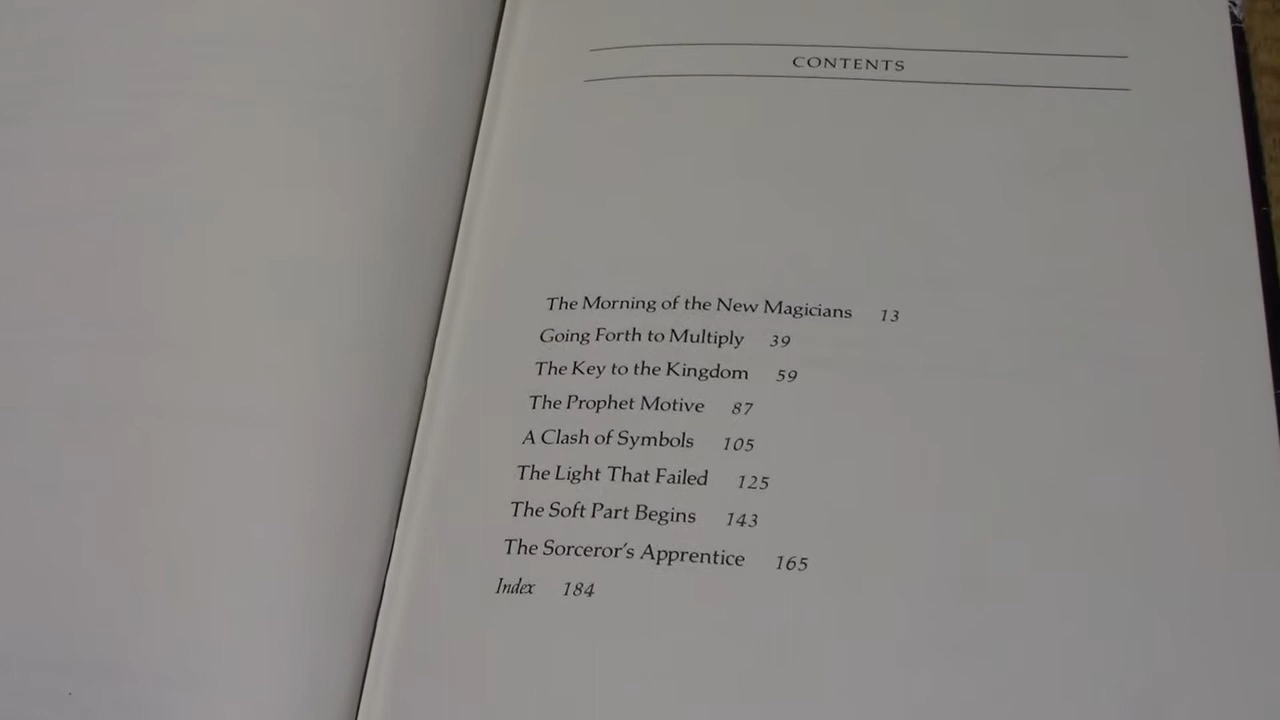 CONTENTS
The Morning of the New Magicians 13
Going Forth to Multiply 39
The Key to the Kingdom 59
The Prophet Motive 87
A Clash of Symbols 105
The Light That Failed 125
The Soft Part Begins 143
The Sorceror's Apprentice 165
Index 184